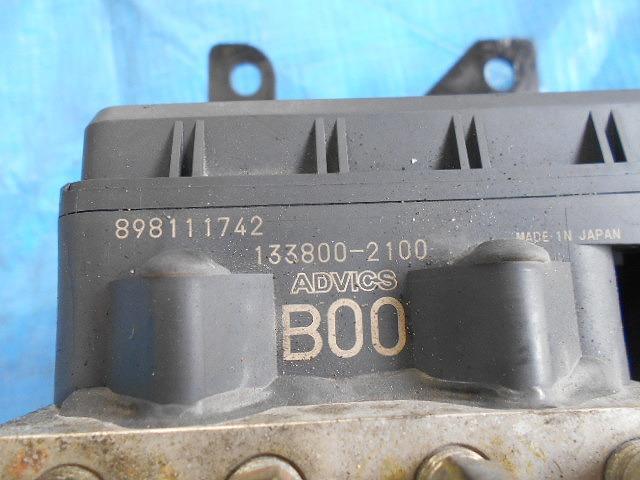 898111742
133800-2100
MADE IN JAPAN
ADVICS
B00